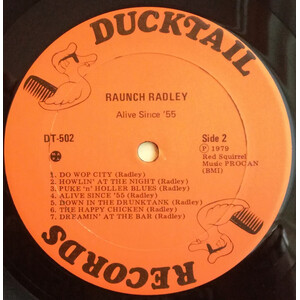 DUCKTAIL
RAUNCH RADLEY
Alive Since '55
DT-502
Side 2
℗ 1979
Red Squirrel
Music PROCAN
(BMI)
1. DO WOP CITY (Radley)
2. HOWLIN' AT THE NIGHT (Radley)
3. PUKE 'n' HOLLER BLUES (Radley)
4. ALIVE SINCE '55 (Radley)
5. DOWN IN THE DRUNKTANK (Radley)
6. THE HAPPY CHICKEN (Radley)
7. DREAMIN' AT THE BAR (Radley)
RECORDS